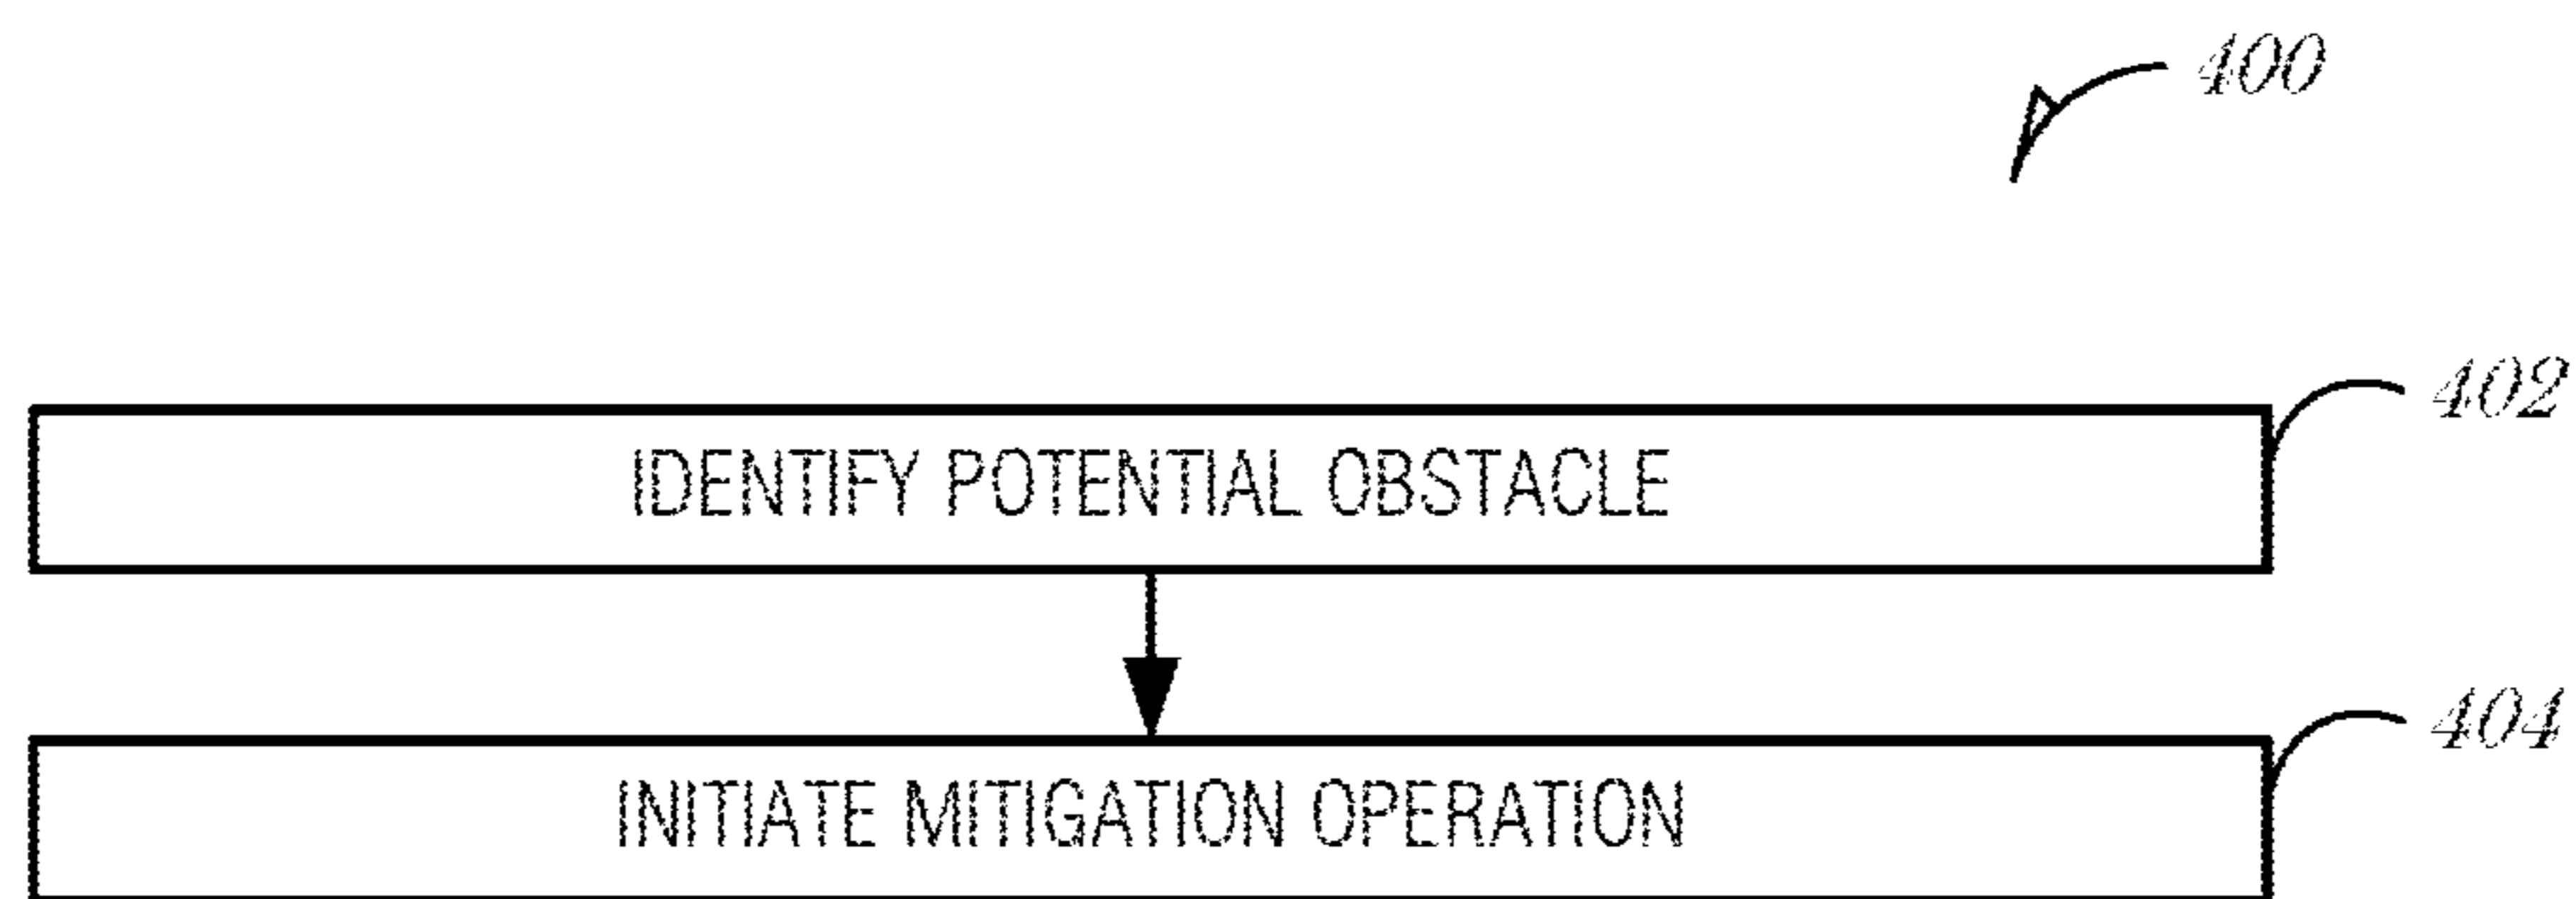 400
402
IDENTIFY POTENTIAL OBSTACLE
404
INITIATE MITIGATION OPERATION